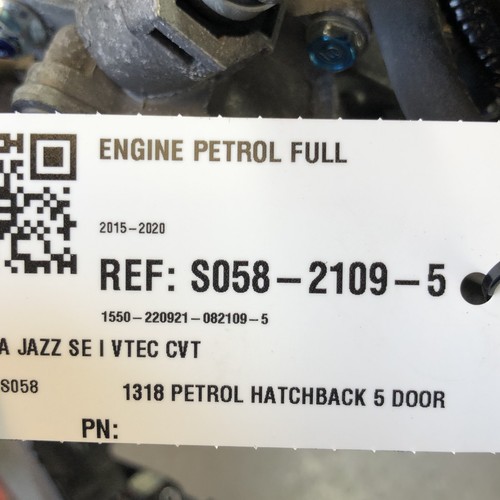 ENGINE PETROL FULL
2015-2020
REF: S058-2109-5
1550-220921-082109-5
A JAZZ SE I VTEC CVT
S058 1318 PETROL HATCHBACK 5 DOOR
PN: